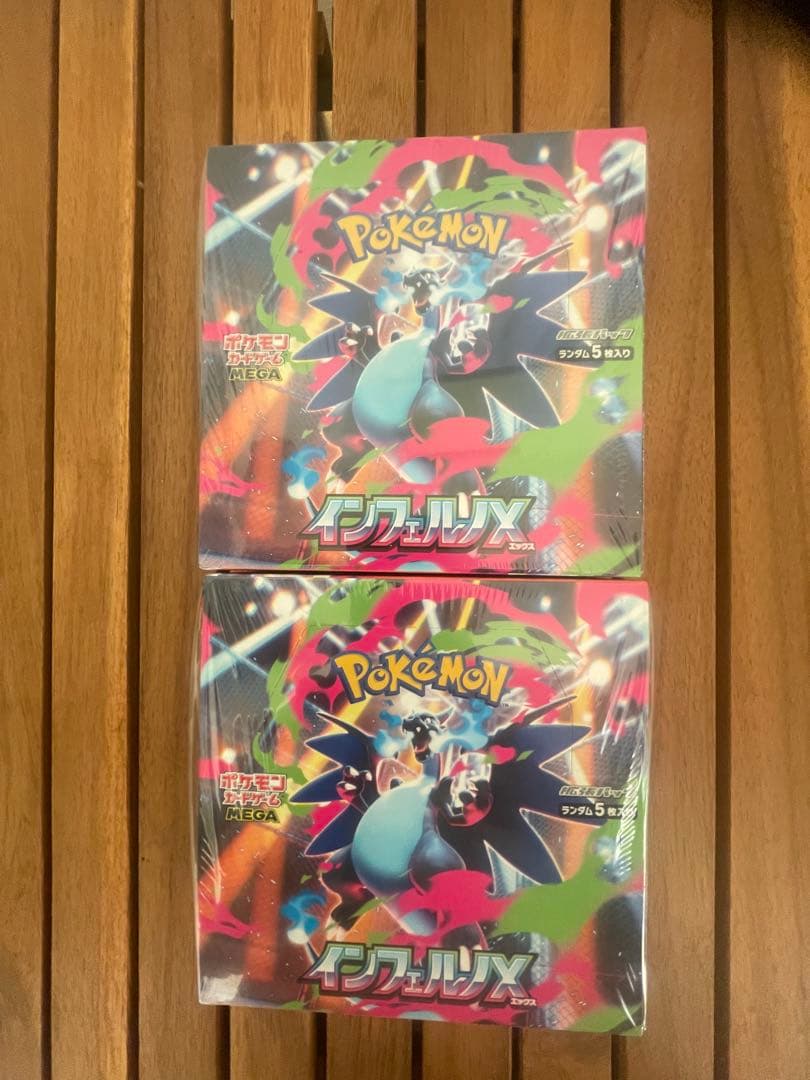 POKéMON
ポケモン
カードゲーム
MEGA
拡張パック
ランダム5枚入り
インフェルノX
エックス
POKéMON
ポケモン
カードゲーム
MEGA
拡張パック
ランダム5枚入り
インフェルノX
エックス